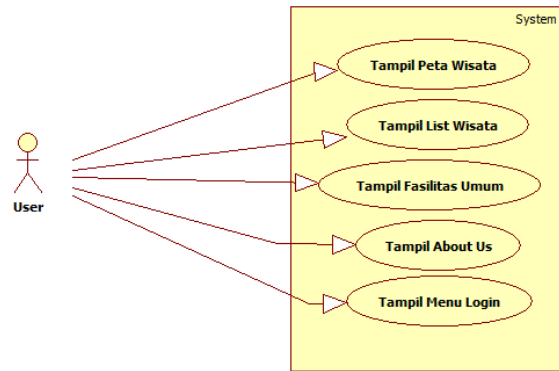 System
Tampil Peta Wisata
Tampil List Wisata
Tampil Fasilitas Umum
User
Tampil About Us
Tampil Menu Login